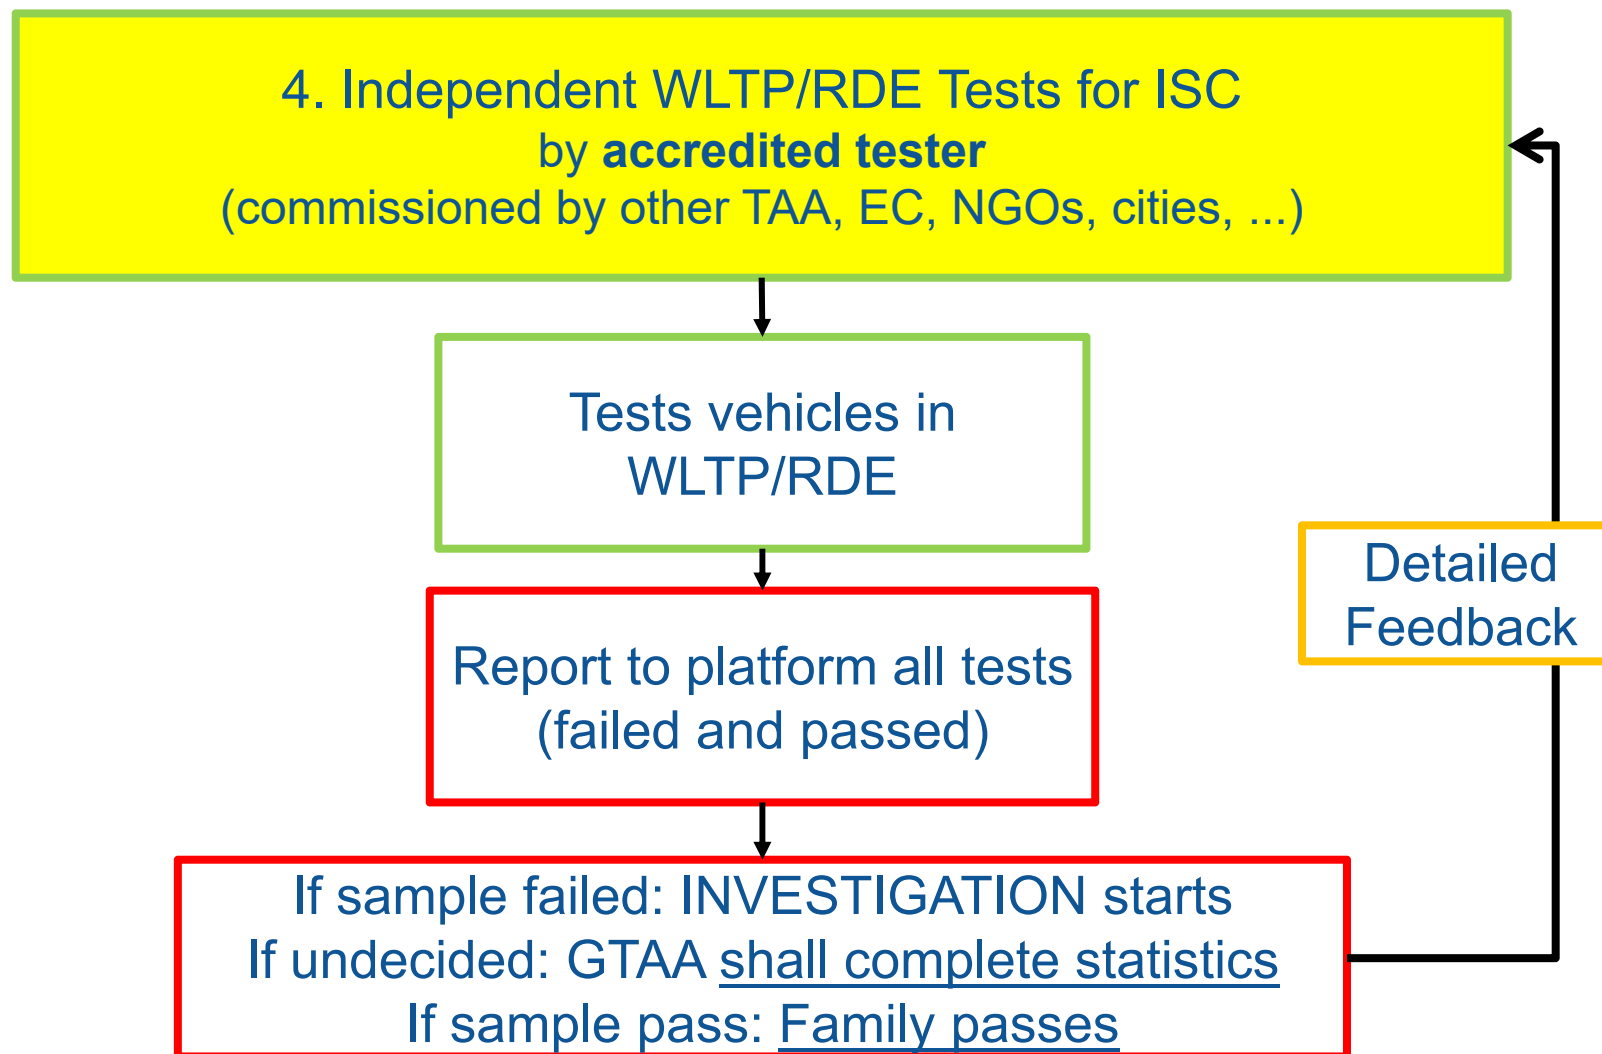 4. Independent WLTP/RDE Tests for ISC
by accredited tester
(commissioned by other TAA, EC, NGOs, cities, ...)
Tests vehicles in
WLTP/RDE
Detailed
Feedback
Report to platform all tests
(failed and passed)
If sample failed: INVESTIGATION starts
If undecided: GTAA shall complete statistics
If sample pass: Family passes